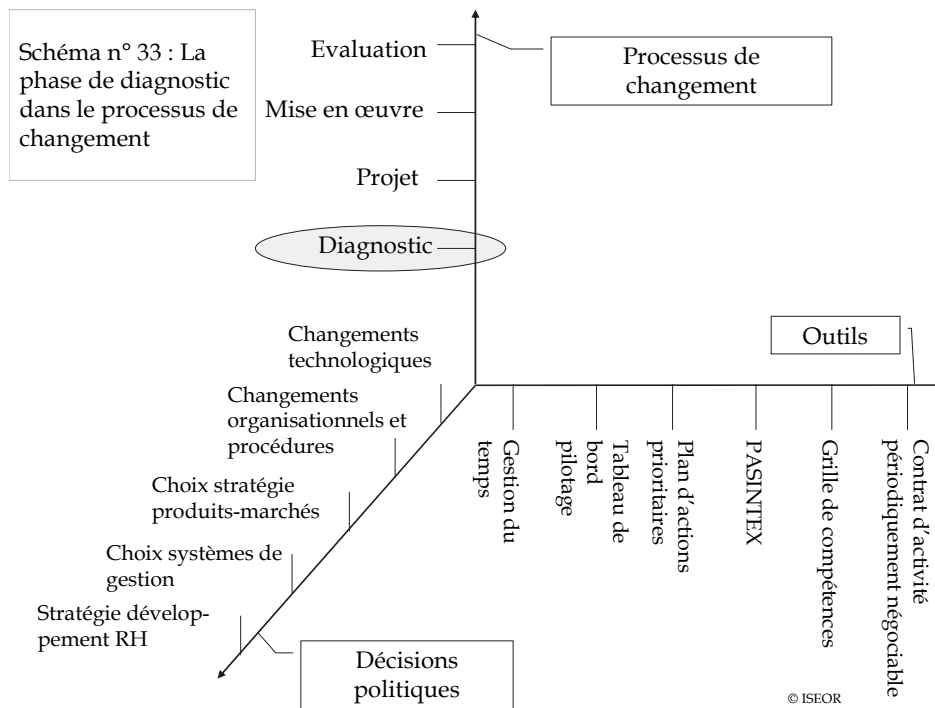 Schéma n° 33 : La
phase de diagnostic
dans le processus de
changement
Evaluation
Processus de
changement
Mise en œuvre
Projet
Diagnostic
Changements
technologiques
Outils
Changements
organisationnels et
procédures
Choix stratégie
produits-marchés
Choix systèmes de
gestion
Stratégie dévelop-
pement RH
Gestion du
temps
Tableau de
bord
pilotage
Plan d’actions
prioritaires
PASINTEX
Grille de compétences
Contrat d’activité
périodiquement négociable
Décisions
politiques
© ISEOR